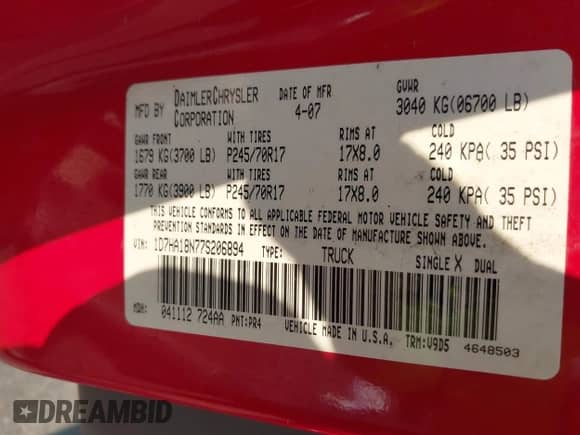 MFD BY DAIMLERCHRYSLER CORPORATION DATE OF MFR 4-07 GVWR 3040 KG(06700 LB)
GAWR FRONT WITH TIRES RIMS AT COLD
1679 KG(3700 LB) P245/70R17 17X8.0 240 KPA( 35 PSI)
GAWR REAR WITH TIRES RIMS AT COLD
1770 KG(3900 LB) P245/70R17 17X8.0 240 KPA( 35 PSI)
THIS VEHICLE CONFORMS TO ALL APPLICABLE FEDERAL MOTOR VEHICLE SAFETY AND THEFT
PREVENTION STANDARDS IN EFFECT ON THE DATE OF MANUFACTURE SHOWN ABOVE.
VIN: 1D7HA18N77S206894 TYPE: TRUCK SINGLE X DUAL
MDH: 041112 724AA PNT:PR4 VEHICLE MADE IN U.S.A. TRM:V9D5 4648503
DREAMBID